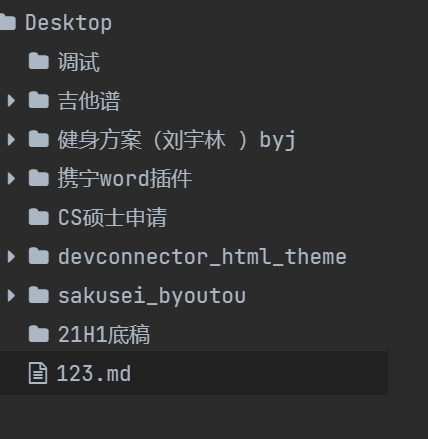 Desktop
调试
吉他谱
健身方案（刘宇林 ）byj
携宁word插件
CS硕士申请
devconnector_html_theme
sakusei_byoutou
21H1底稿
123.md